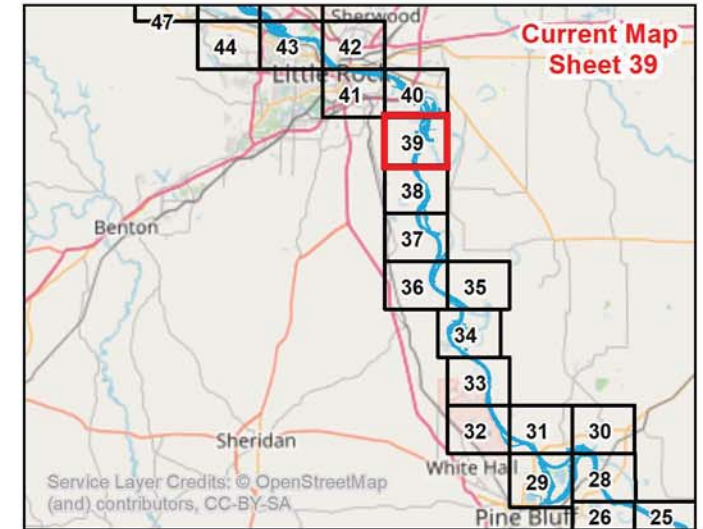 Sherwood
47
Current Map
Sheet 39
44
43
42
Little Rock
41
40
39
38
Benton
37
36
35
34
33
Sheridan
32
31
30
White Hall
Service Layer Credits: © OpenStreetMap
(and) contributors, CC-BY-SA
29
28
Pine Bluff
26
25